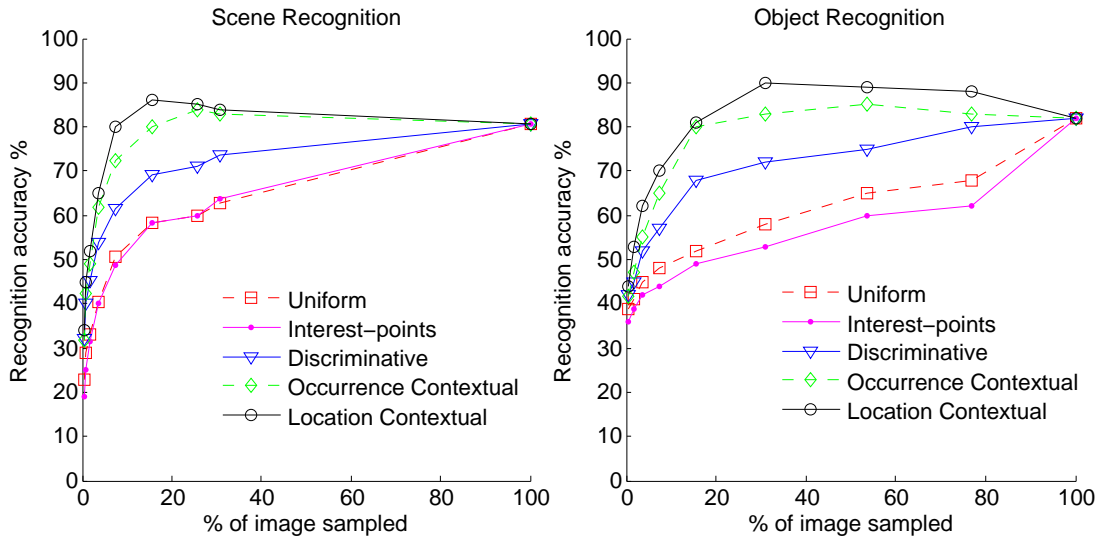 Scene Recognition
100
90
80
70
60
50
40
30
20
10
0
Recognition accuracy %
Uniform
Interest−points
Discriminative
Occurrence Contextual
Location Contextual
0 20 40 60 80 100
% of image sampled
Object Recognition
100
90
80
70
60
50
40
30
20
10
0
Recognition accuracy %
Uniform
Interest−points
Discriminative
Occurrence Contextual
Location Contextual
0 20 40 60 80 100
% of image sampled